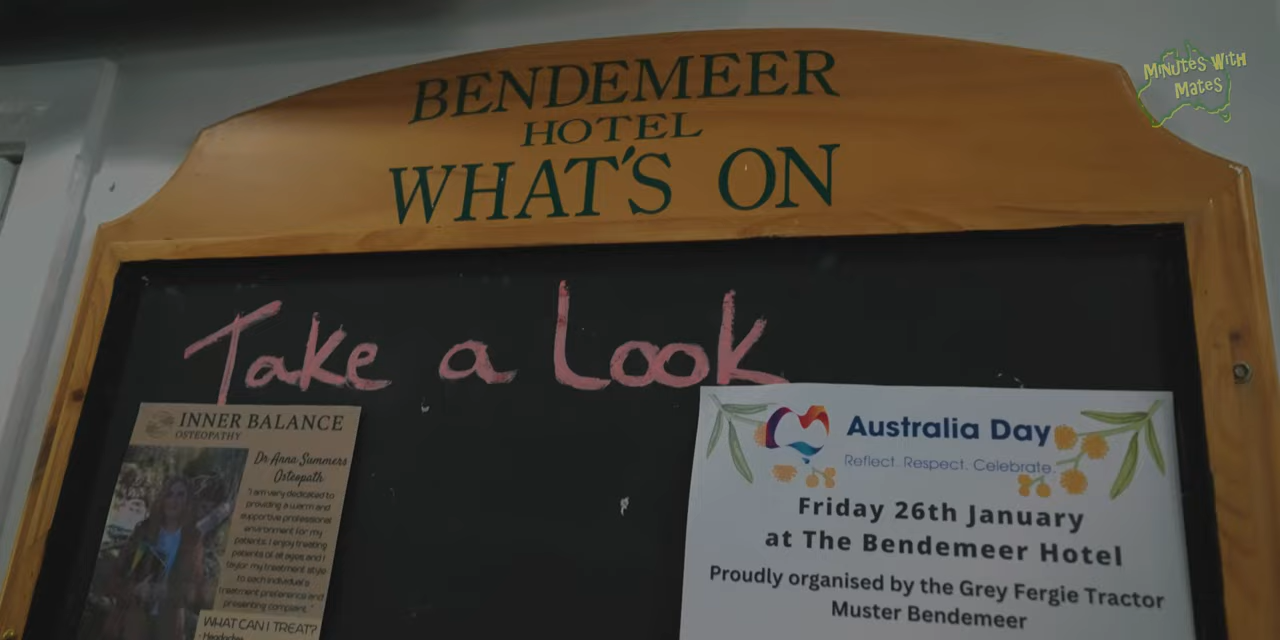 BENDEMEER
HOTEL
WHAT'S ON
MINUTES WITH
MATES
Take a Look
INNER BALANCE
OSTEOPATHY
Dr Anna Summers
Osteopath
"I am very dedicated to
providing a warm and
supportive professional
environment for my
patients. I enjoy treating
patients of all ages and I
taylor my treatment style
to each individual's
treatment preference and
presenting complaint."
WHAT CAN I TREAT?
- Headaches
Australia Day
Reflect. Respect. Celebrate.
Friday 26th January
at The Bendemeer Hotel
Proudly organised by the Grey Fergie Tractor
Muster Bendemeer